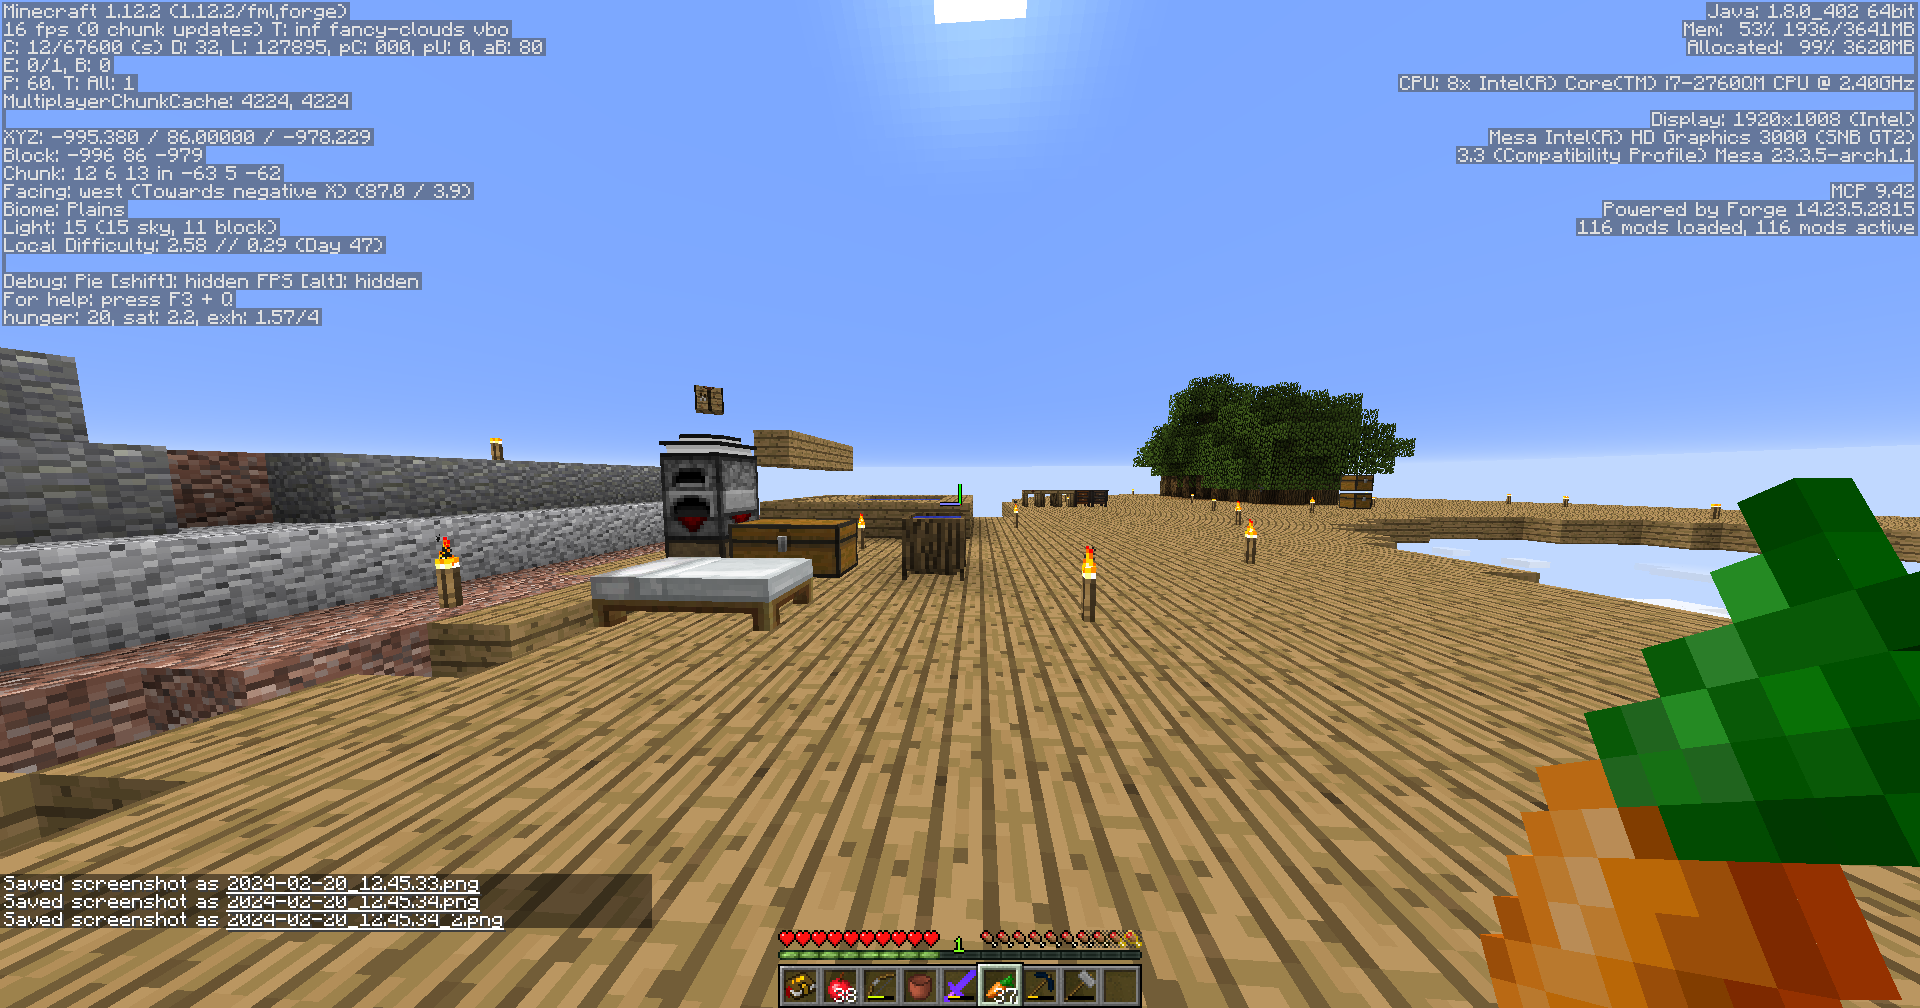 Minecraft 1.12.2 (1.12.2/fml,forge)
16 fps (0 chunk updates) T: inf fancy-clouds vbo
C: 12/67600 (s) D: 32, L: 127895, pC: 000, pU: 0, aB: 80
E: 0/1, B: 0
P: 60. T: All: 1
MultiplayerChunkCache: 4224, 4224
XYZ: -995.380 / 86.00000 / -978.229
Block: -996 86 -979
Chunk: 12 6 13 in -63 5 -62
Facing: west (Towards negative X) (87.0 / 3.9)
Biome: Plains
Light: 15 (15 sky, 11 block)
Local Difficulty: 2.58 // 0.29 (Day 47)
Debug: Pie [shift]: hidden FPS [alt]: hidden
For help: press F3 + Q
hunger: 20, sat: 2.2, exh: 1.57/4
Java: 1.8.0_402 64bit
Mem: 53% 1936/3641MB
Allocated: 99% 3620MB
CPU: 8x Intel(R) Core(TM) i7-2760QM CPU @ 2.40GHz
Display: 1920x1008 (Intel)
Mesa Intel(R) HD Graphics 3000 (SNB GT2)
3.3 (Compatibility Profile) Mesa 23.3.5-arch1.1
MCP 9.42
Powered by Forge 14.23.5.2815
116 mods loaded, 116 mods active
Saved screenshot as 2024-02-20_12.45.33.png
Saved screenshot as 2024-02-20_12.45.34.png
Saved screenshot as 2024-02-20_12.45.34_2.png
1
38
37